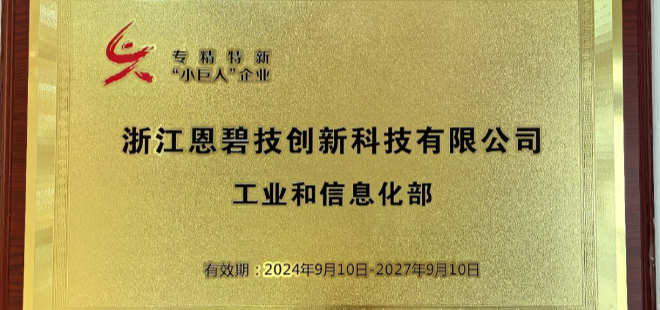 专精特新
“小巨人”企业
浙江恩碧技创新科技有限公司
工业和信息化部
有效期：2024年9月10日-2027年9月10日